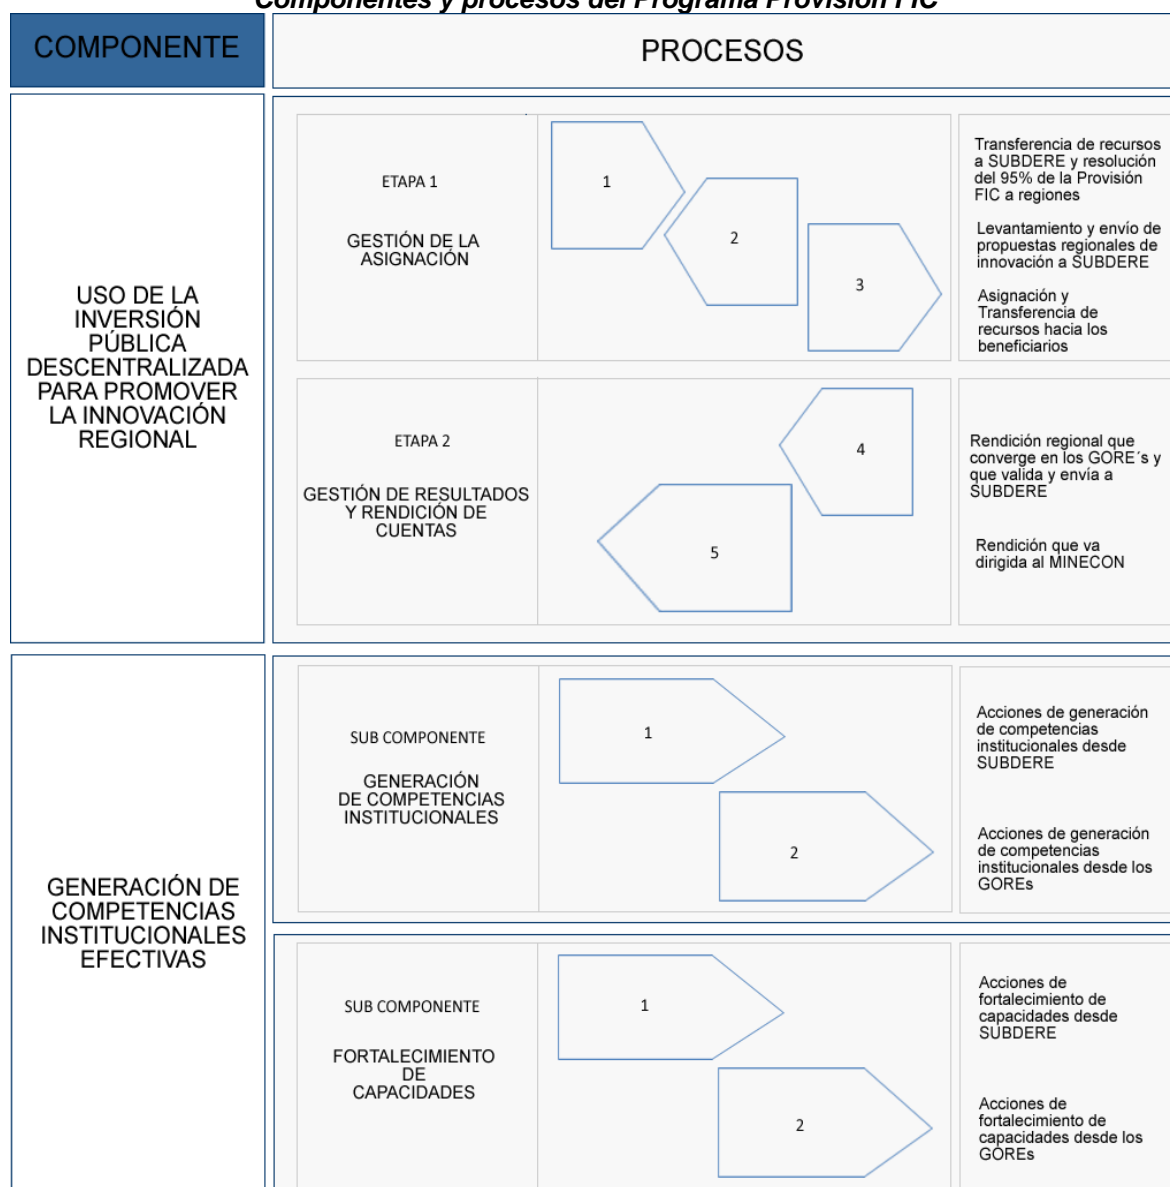 Componentes y procesos del Programa Provisión FIC
COMPONENTE
PROCESOS
USO DE LA
INVERSIÓN
PÚBLICA
DESCENTRALIZADA
PARA PROMOVER
LA INNOVACIÓN
REGIONAL
ETAPA 1
GESTIÓN DE LA
ASIGNACIÓN
1
2
3
Transferencia de recursos
a SUBDERE y resolución
del 95% de la Provisión
FIC a regiones
Levantamiento y envío de
propuestas regionales de
innovación a SUBDERE
Asignación y
Transferencia de
recursos hacia los
beneficiarios
ETAPA 2
GESTIÓN DE RESULTADOS
Y RENDICIÓN DE
CUENTAS
4
5
Rendición regional que
converge en los GORE´s y
que valida y envía a
SUBDERE
Rendición que va
dirigida al MINECON
GENERACIÓN DE
COMPETENCIAS
INSTITUCIONALES
EFECTIVAS
SUB COMPONENTE
GENERACIÓN
DE COMPETENCIAS
INSTITUCIONALES
1
2
Acciones de generación
de competencias
institucionales desde
SUBDERE
Acciones de generación
de competencias
institucionales desde los
GOREs
SUB COMPONENTE
FORTALECIMIENTO
DE
CAPACIDADES
1
2
Acciones de
fortalecimiento de
capacidades desde
SUBDERE
Acciones de
fortalecimiento de
capacidades desde los
GOREs